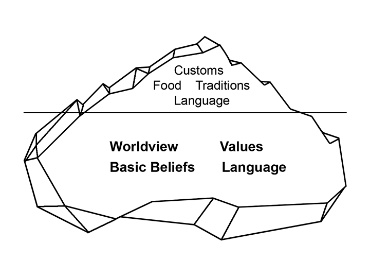 Customs
Food Traditions
Language
Worldview Values
Basic Beliefs Language